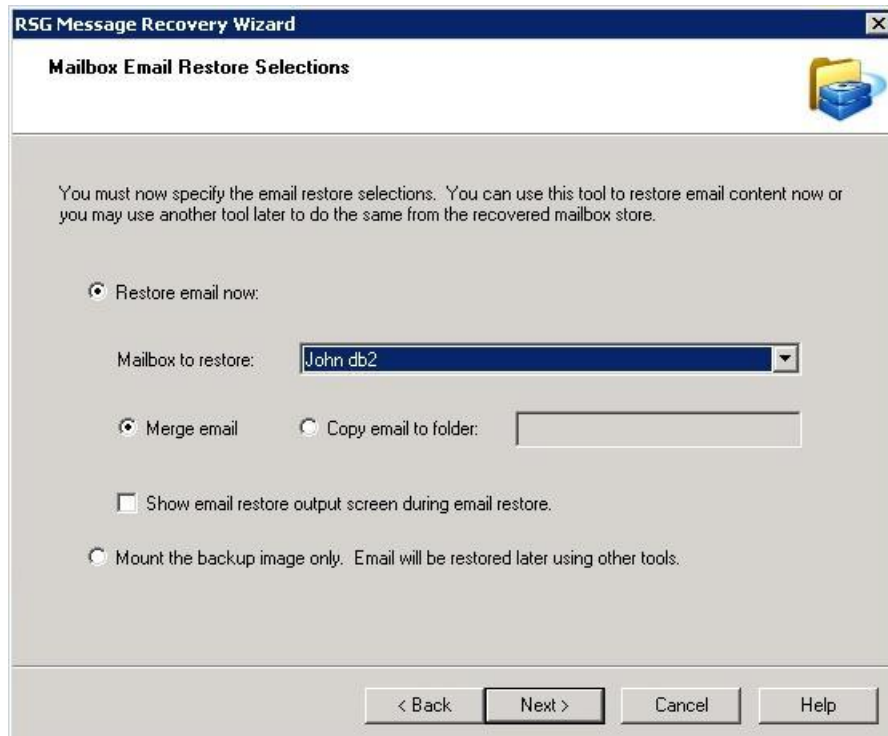 RSG Message Recovery Wizard
Mailbox Email Restore Selections
You must now specify the email restore selections.  You can use this tool to restore email content now or
you may use another tool later to do the same from the recovered mailbox store.
Restore email now:
Mailbox to restore: John db2
Merge email Copy email to folder:
Show email restore output screen during email restore.
Mount the backup image only.  Email will be restored later using other tools.
< Back Next > Cancel Help